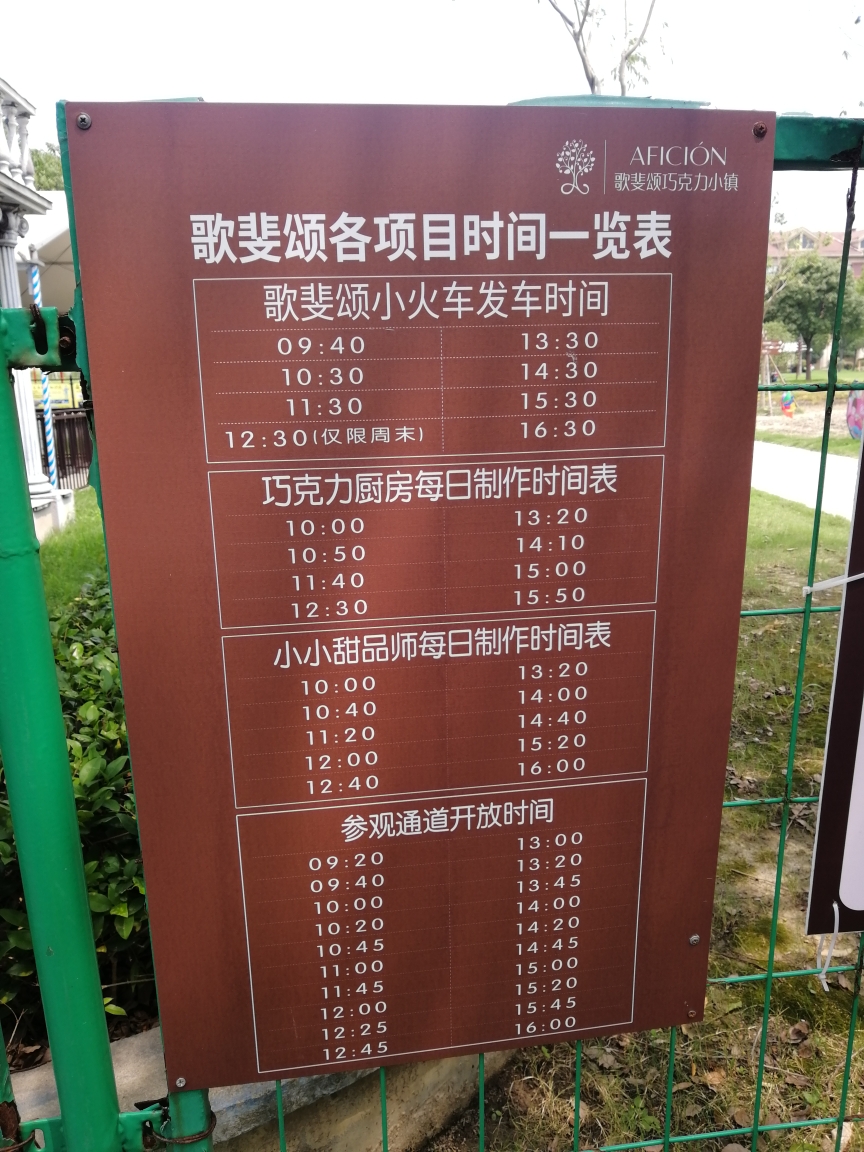 AFICIÓN
歌斐颂巧克力小镇
歌斐颂各项目时间一览表
歌斐颂小火车发车时间
09:40 13:30
10:30 14:30
11:30 15:30
12:30(仅限周末) 16:30
巧克力厨房每日制作时间表
10:00 13:20
10:50 14:10
11:40 15:00
12:30 15:50
小小甜品师每日制作时间表
10:00 13:20
10:40 14:00
11:20 14:40
12:00 15:20
12:40 16:00
参观通道开放时间
09:20 13:00
09:40 13:20
10:00 13:45
10:20 14:00
10:45 14:20
11:00 14:45
11:45 15:00
12:00 15:20
12:25 15:45
12:45 16:00